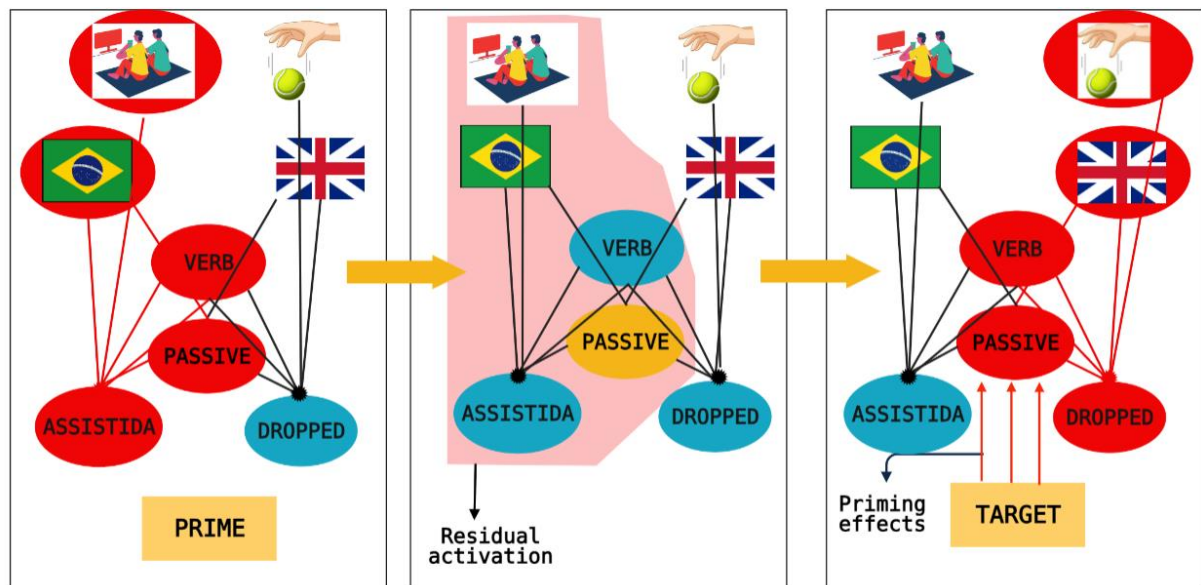 VERB
PASSIVE
ASSISTIDA
DROPPED
PRIME
VERB
PASSIVE
ASSISTIDA
DROPPED
Residual
activation
VERB
PASSIVE
ASSISTIDA
DROPPED
Priming
effects
TARGET